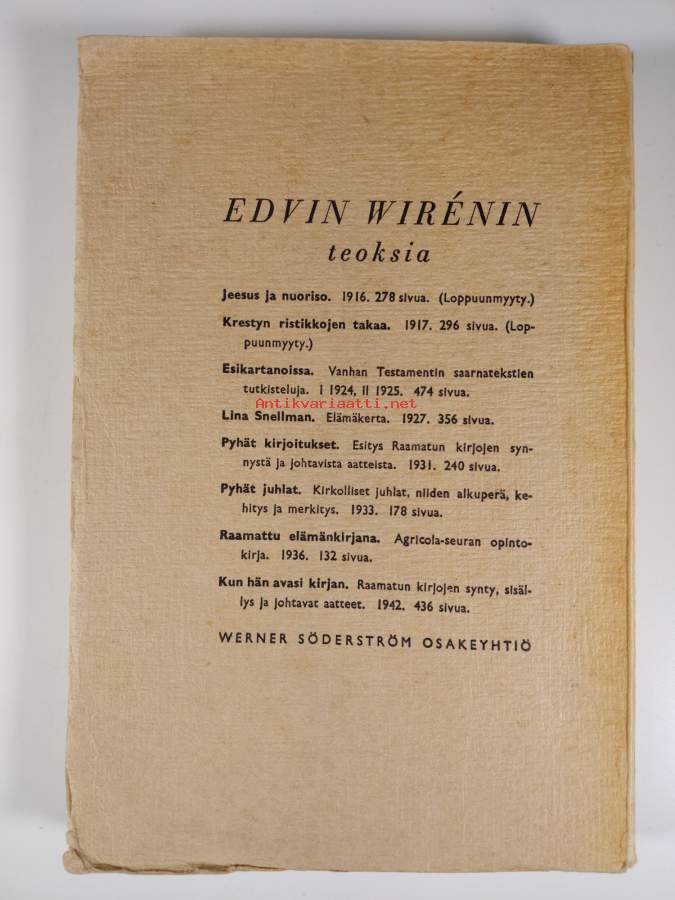 EDVIN WIRÉNIN
teoksia
Jeesus ja nuoriso. 1916. 278 sivua. (Loppuunmyyty.)
Krestyn ristikkojen takaa. 1917. 296 sivua. (Lop-
puunmyyty.)
Esikartanoissa. Vanhan Testamentin saarnatekstien
tutkisteluja. I 1924, II 1925. 474 sivua.
Antikvariaatti.net
Lina Snellman. Elämäkerta. 1927. 356 sivua.
Pyhät kirjoitukset. Esitys Raamatun kirjojen syn-
nystä ja johtavista aatteista. 1931. 240 sivua.
Pyhät juhlat. Kirkolliset juhlat, niiden alkuperä, ke-
hitys ja merkitys. 1933. 178 sivua.
Raamattu elämänkirjana. Agricola-seuran opinto-
kirja. 1936. 132 sivua.
Kun hän avasi kirjan. Raamatun kirjojen synty, sisäl-
lys ja johtavat aatteet. 1942. 436 sivua.
WERNER SÖDERSTRÖM OSAKEYHTIÖ